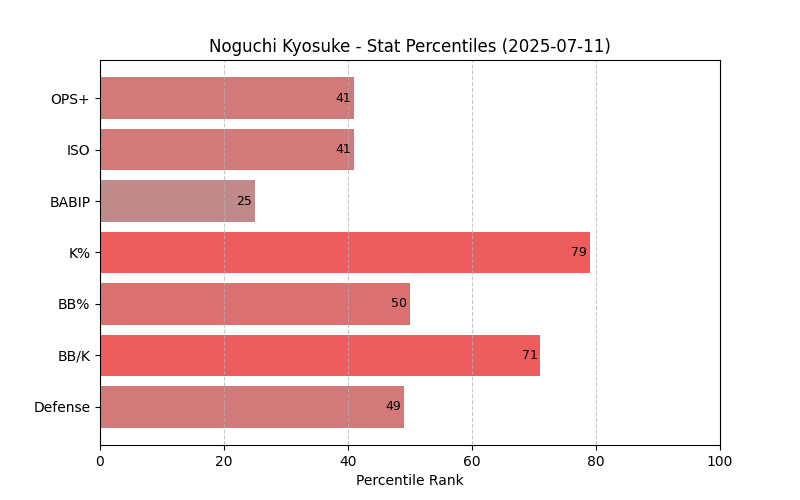 Noguchi Kyosuke - Stat Percentiles (2025-07-11)
OPS+ 41
ISO 41
BABIP 25
K% 79
BB% 50
BB/K 71
Defense 49
0 20 40 60 80 100
Percentile Rank